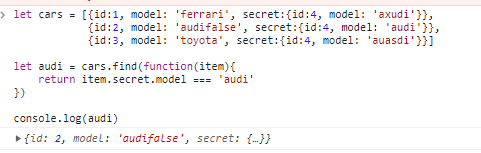 > let cars = [{id:1, model: 'ferrari', secret:{id:4, model: 'axudi'}},
{id:2, model: 'audifalse', secret:{id:4, model: 'audi'}},
{id:3, model: 'toyota', secret:{id:4, model: 'auasdi'}}]
let audi = cars.find(function(item){
return item.secret.model === 'audi'
})
console.log(audi)
▶{id: 2, model: 'audifalse', secret: {…}}